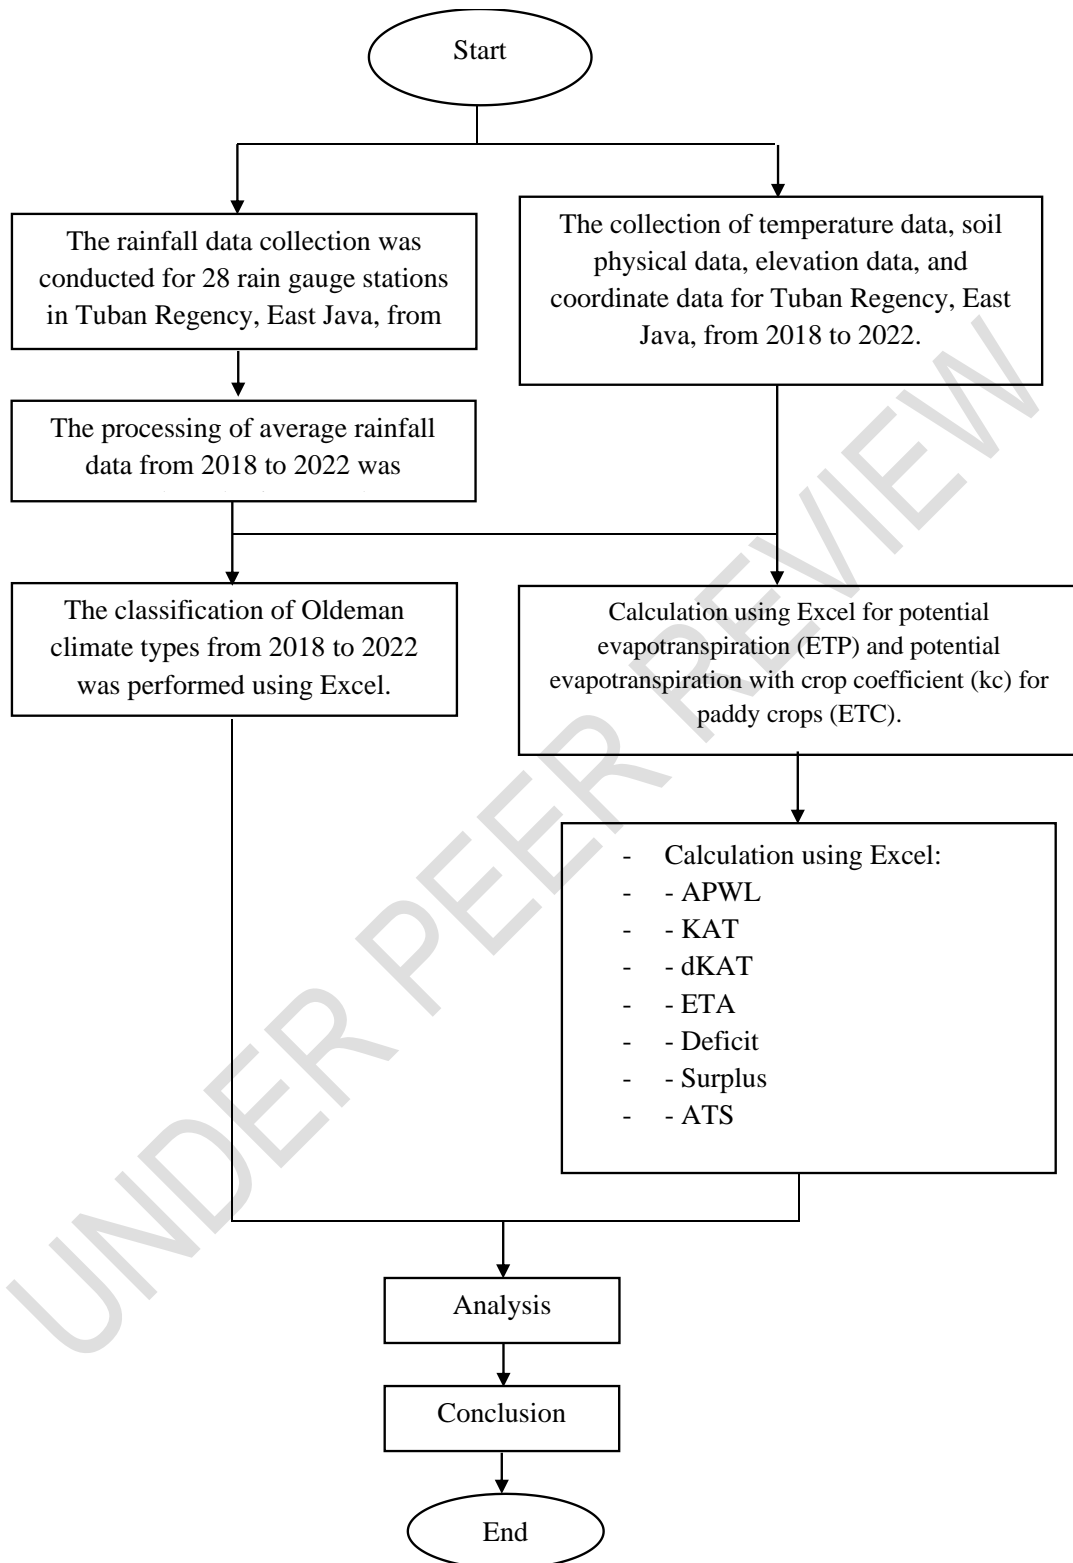 Start
The rainfall data collection was
conducted for 28 rain gauge stations
in Tuban Regency, East Java, from
The collection of temperature data, soil
physical data, elevation data, and
coordinate data for Tuban Regency, East
Java, from 2018 to 2022.
The processing of average rainfall
data from 2018 to 2022 was
The classification of Oldeman
climate types from 2018 to 2022
was performed using Excel.
Calculation using Excel for potential
evapotranspiration (ETP) and potential
evapotranspiration with crop coefficient (kc) for
paddy crops (ETC).
- Calculation using Excel:
- - APWL
- - KAT
- - dKAT
- - ETA
- - Deficit
- - Surplus
- - ATS
Analysis
Conclusion
End
UNDER PEER REVIEW